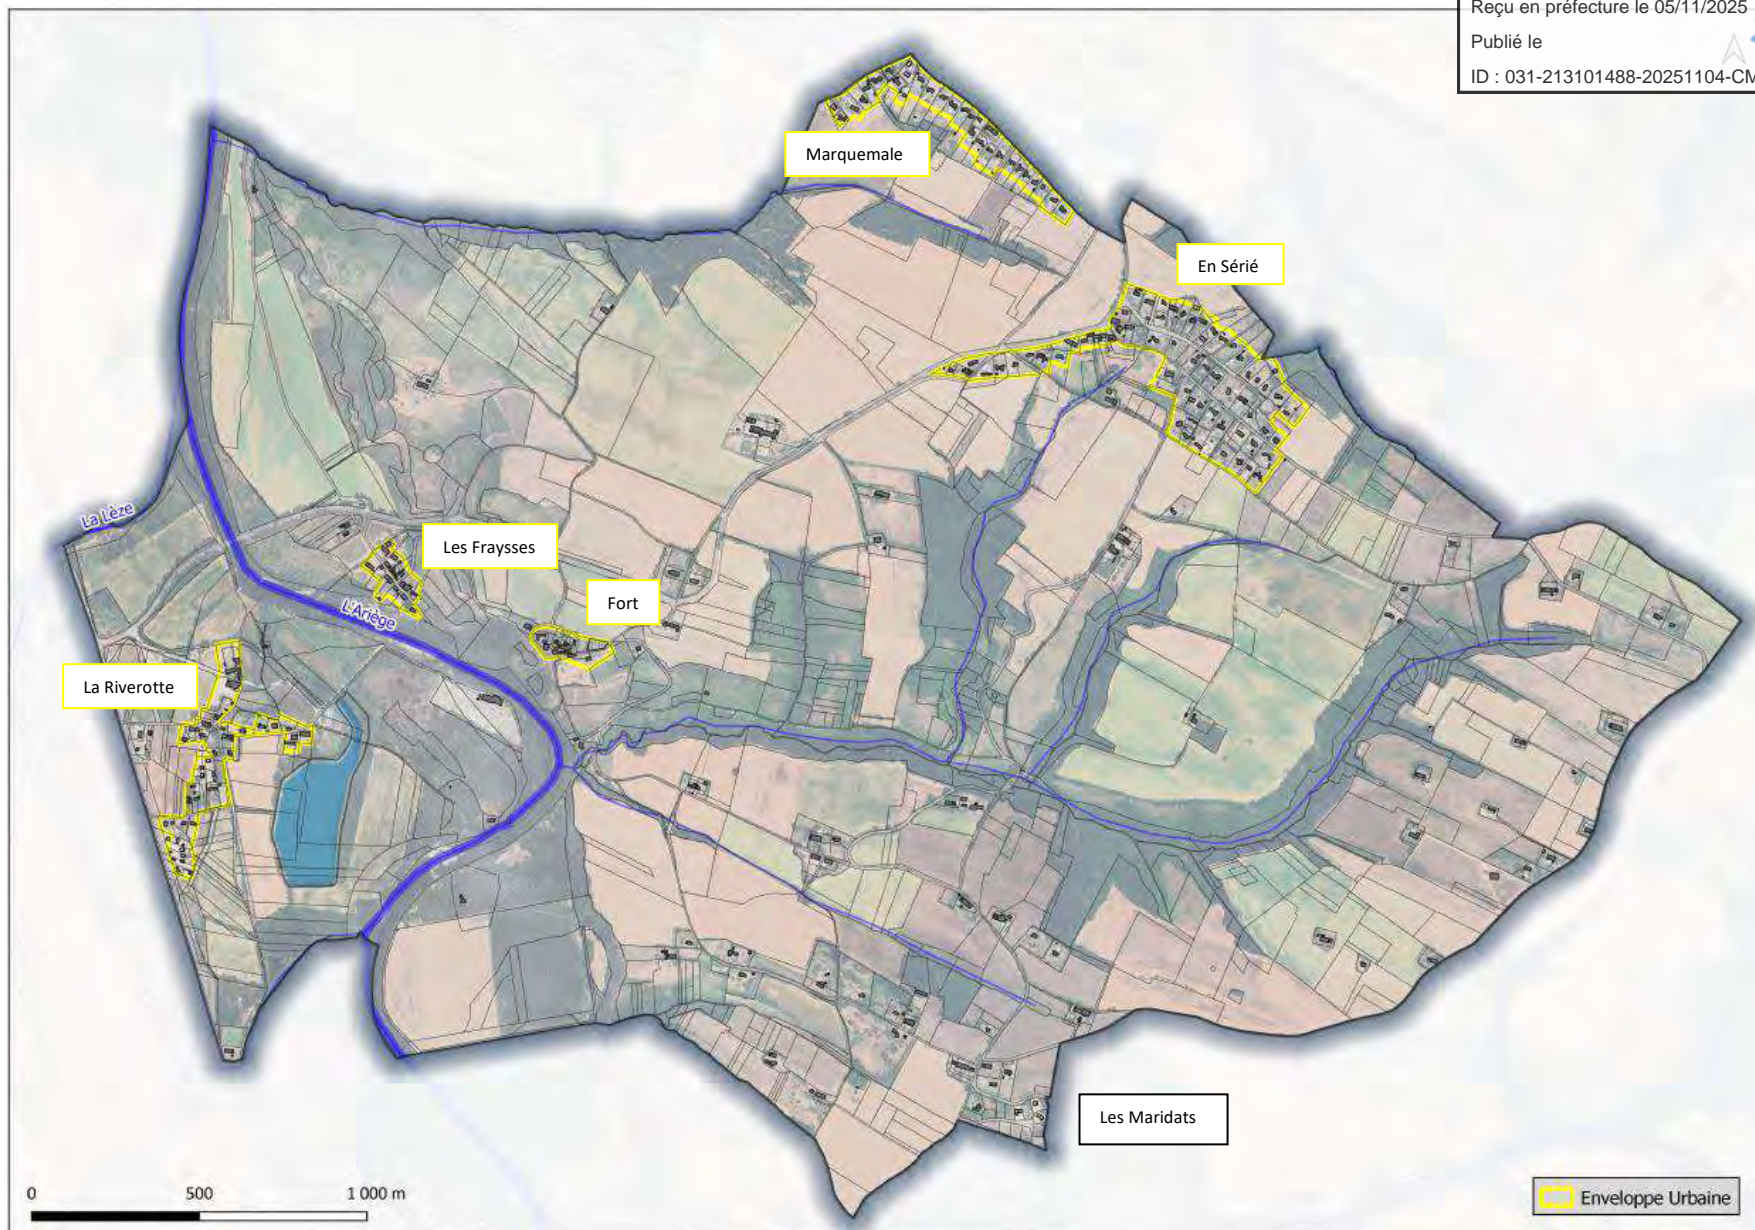 Reçu en préfecture le 05/11/2025
Publié le
ID : 031-213101488-20251104-CM
Marquemale
En Sérié
La Lèze
Les Fraysses
Fort
L'Ariège
La Riverotte
Les Maridats
0 500 1 000 m
Enveloppe Urbaine